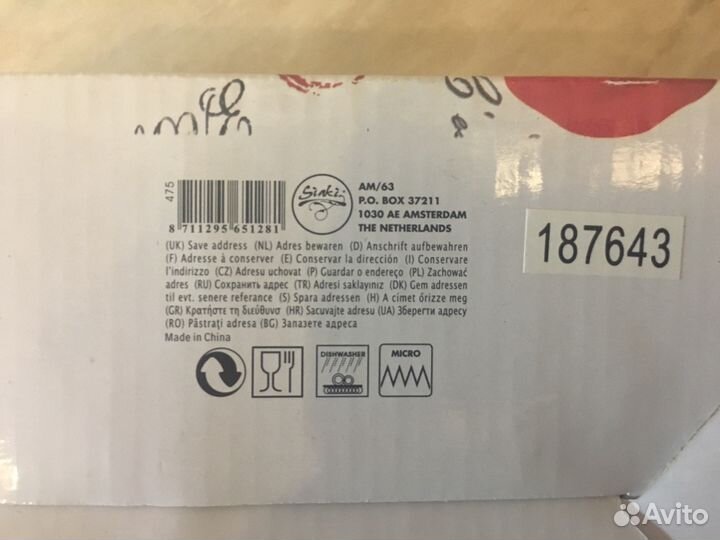 475
8 711295 651281
Sinki
AM/63
P.O. BOX 37211
1030 AE AMSTERDAM
THE NETHERLANDS
187643
(UK) Save address (NL) Adres bewaren (D) Anschrift aufbewahren
(F) Adresse à conserver (E) Conservar la dirección (I) Conservare
l'indirizzo (CZ) Adresu uchovat (P) Guardar o endereço (PL) Zachować
adres (RU) Сохранить адрес (TR) Adresi saklayiniz (DK) Gem adressen
til evt. senere referance (S) Spara adressen (H) A címet őrizze meg
(GR) Κρατήστε τη διεύθυνσ (HR) Sacuvajte adresu (UA) Зберегти адресу
(RO) Păstraţi adresa (BG) Запазете адреса
Made in China
DISHWASHER
MICRO
Avito